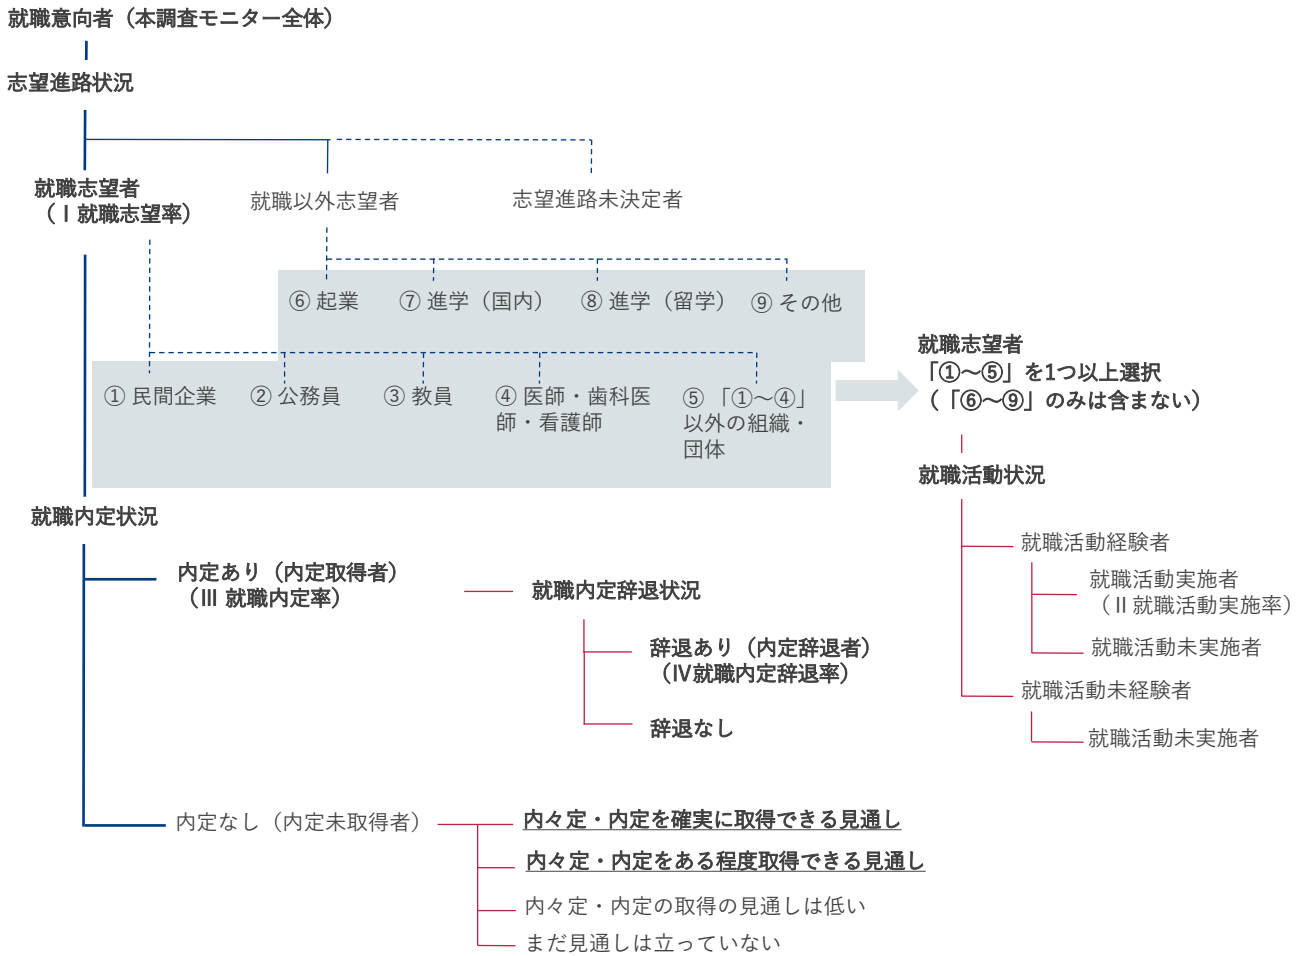 就職意向者（本調査モニター全体）
志望進路状況
就職志望者
（Ⅰ就職志望率）
就職以外志望者
志望進路未決定者
⑥ 起業
⑦ 進学（国内）
⑧ 進学（留学）
⑨ その他
① 民間企業
② 公務員
③ 教員
④ 医師・歯科医
師・看護師
⑤ 「①～④」
以外の組織・
団体
就職志望者
「①～⑤」を1つ以上選択
（「⑥～⑨」のみは含まない）
就職活動状況
就職活動経験者
就職活動実施者
（Ⅱ就職活動実施率）
就職活動未実施者
就職活動未経験者
就職活動未実施者
就職内定状況
内定あり（内定取得者）
（Ⅲ 就職内定率）
就職内定辞退状況
辞退あり（内定辞退者）
（Ⅳ就職内定辞退率）
辞退なし
内定なし（内定未取得者）
内々定・内定を確実に取得できる見通し
内々定・内定をある程度取得できる見通し
内々定・内定の取得の見通しは低い
まだ見通しは立っていない